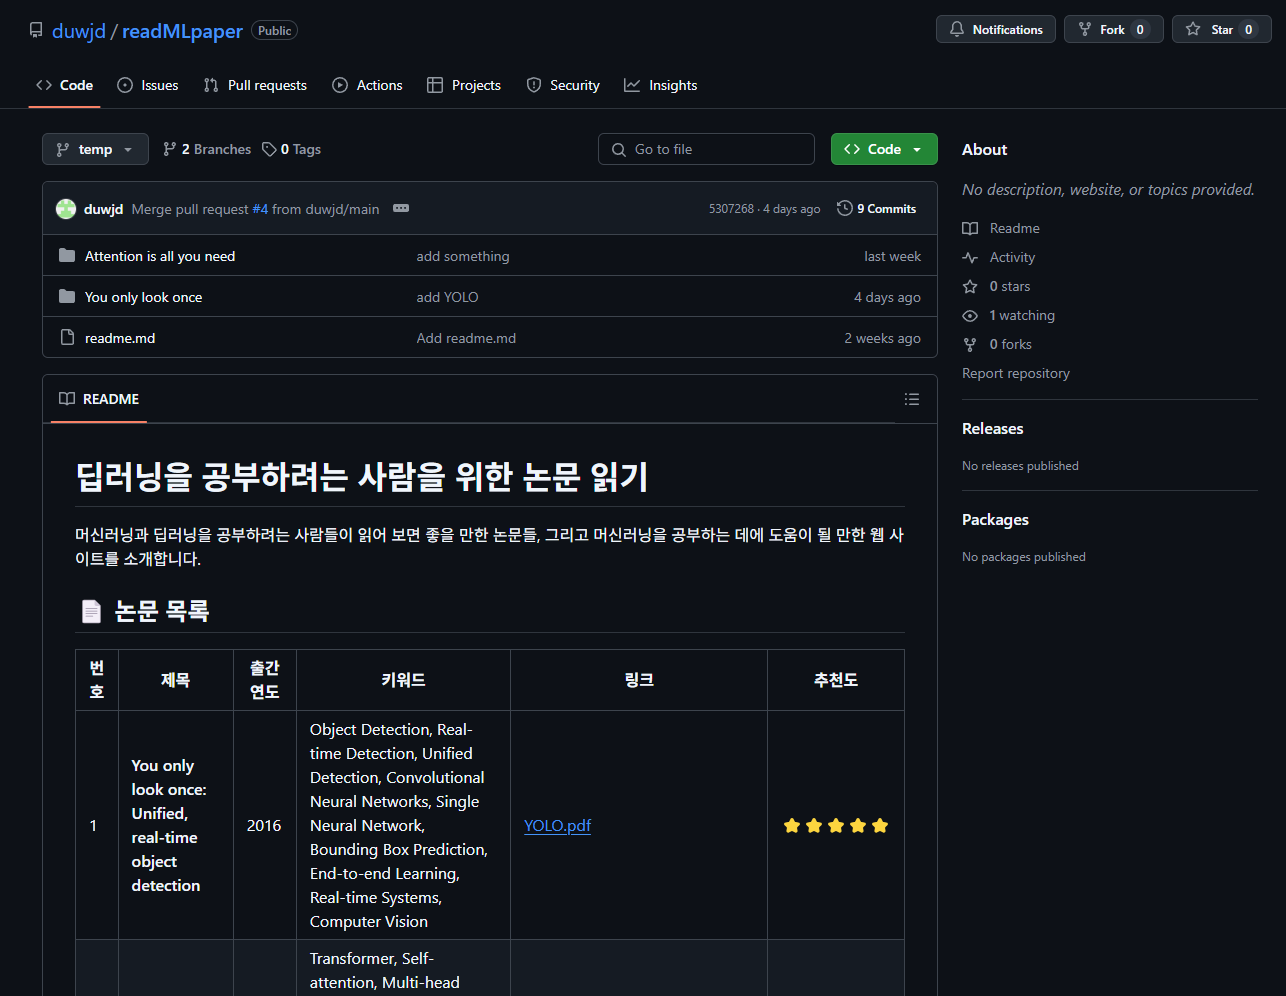 duwjd / readMLpaper Public
Notifications Fork 0 Star 0
Code Issues Pull requests Actions Projects Security Insights
temp 2 Branches 0 Tags Go to file Code
duwjd Merge pull request #4 from duwjd/main 5307268 · 4 days ago 9 Commits
Attention is all you need add something last week
You only look once add YOLO 4 days ago
readme.md Add readme.md 2 weeks ago
README
딥러닝을 공부하려는 사람을 위한 논문 읽기
머신러닝과 딥러닝을 공부하려는 사람들이 읽어 보면 좋을 만한 논문들, 그리고 머신러닝을 공부하는 데에 도움이 될 만한 웹 사
이트를 소개합니다.
논문 목록
번
호
제목
출간
연도
키워드
링크
추천도
1
You only
look once:
Unified,
real-time
object
detection
2016
Object Detection, Real-
time Detection, Unified
Detection, Convolutional
Neural Networks, Single
Neural Network,
Bounding Box Prediction,
End-to-end Learning,
Real-time Systems,
Computer Vision
YOLO.pdf
Transformer, Self-
attention, Multi-head
About
No description, website, or topics provided.
Readme
Activity
0 stars
1 watching
0 forks
Report repository
Releases
No releases published
Packages
No packages published